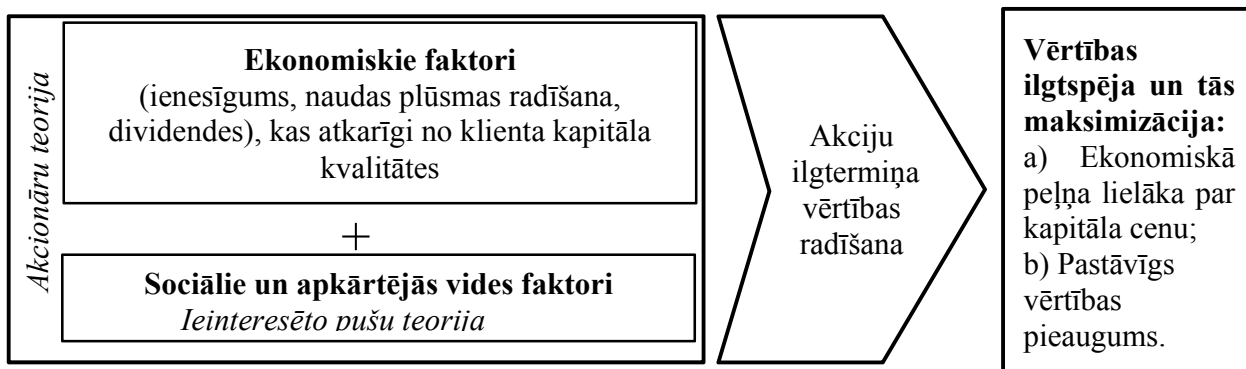 Akcionāru teorija
Ekonomiskie faktori
(ienesīgums, naudas plūsmas radīšana,
dividendes), kas atkarīgi no klienta kapitāla
kvalitātes
+
Sociālie un apkārtējās vides faktori
Ieinteresēto pušu teorija
Akciju
ilgtermiņa
vērtības
radīšana
Vērtības
ilgtspēja un tās
maksimizācija:
a) Ekonomiskā
peļņa lielāka par
kapitāla cenu;
b) Pastāvīgs
vērtības
pieaugums.